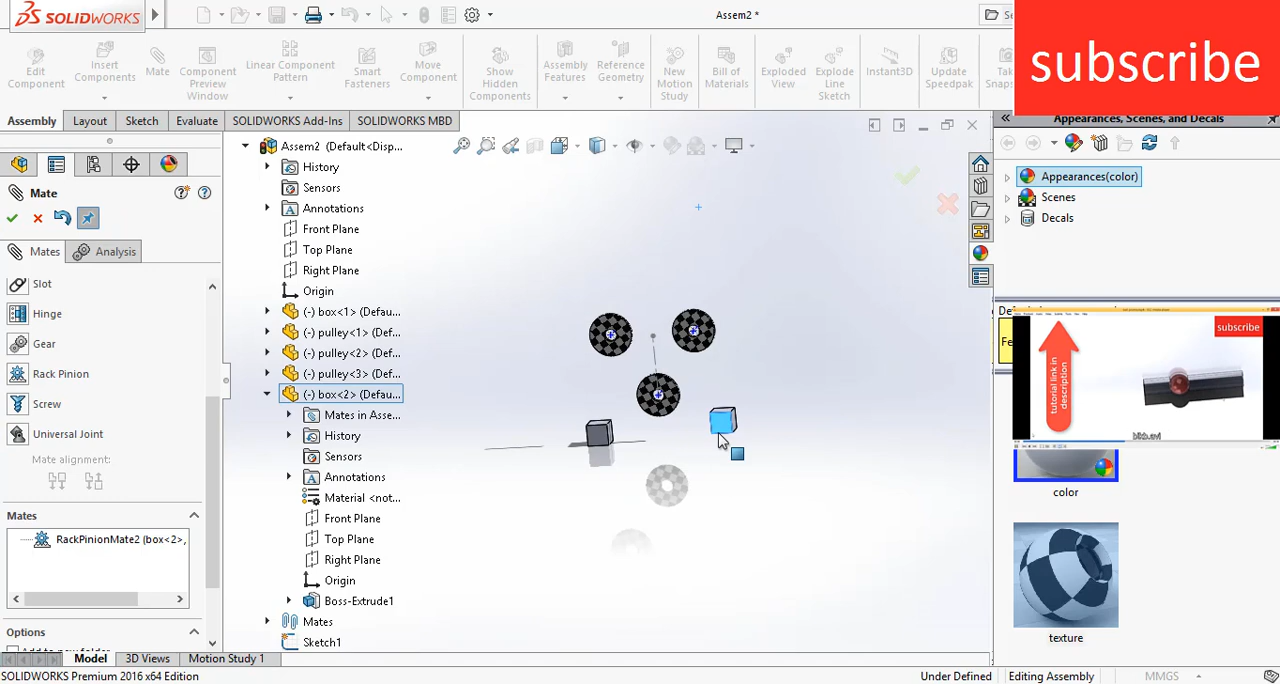 SOLIDWORKS
Assem2 *
subscribe
Edit
Component
Insert
Components
Mate
Component
Preview
Window
Linear Component
Pattern
Smart
Fasteners
Move
Component
Show
Hidden
Components
Assembly
Features
Reference
Geometry
New
Motion
Study
Bill of
Materials
Exploded
View
Explode
Line
Sketch
Instant3D
Update
Speedpak
Assembly
Layout
Sketch
Evaluate
SOLIDWORKS Add-Ins
SOLIDWORKS MBD
Appearances, Scenes, and Decals
Appearances(color)
Scenes
Decals
Mate
Mates
Analysis
Slot
Hinge
Gear
Rack Pinion
Screw
Universal Joint
Mate alignment:
Mates
RackPinionMate2 (box<2>,
Options
Assem2 (Default<Disp...
History
Sensors
Annotations
Front Plane
Top Plane
Right Plane
Origin
(-) box<1> (Defau...
(-) pulley<1> (Def...
(-) pulley<2> (Def...
(-) pulley<3> (Def...
(-) box<2> (Defau...
Mates in Asse...
History
Sensors
Annotations
Material <not...
Front Plane
Top Plane
Right Plane
Origin
Boss-Extrude1
Mates
Sketch1
subscribe
tutorial link in
description
color
texture
Model
3D Views
Motion Study 1
SOLIDWORKS Premium 2016 x64 Edition
Under Defined
Editing Assembly
MMGS